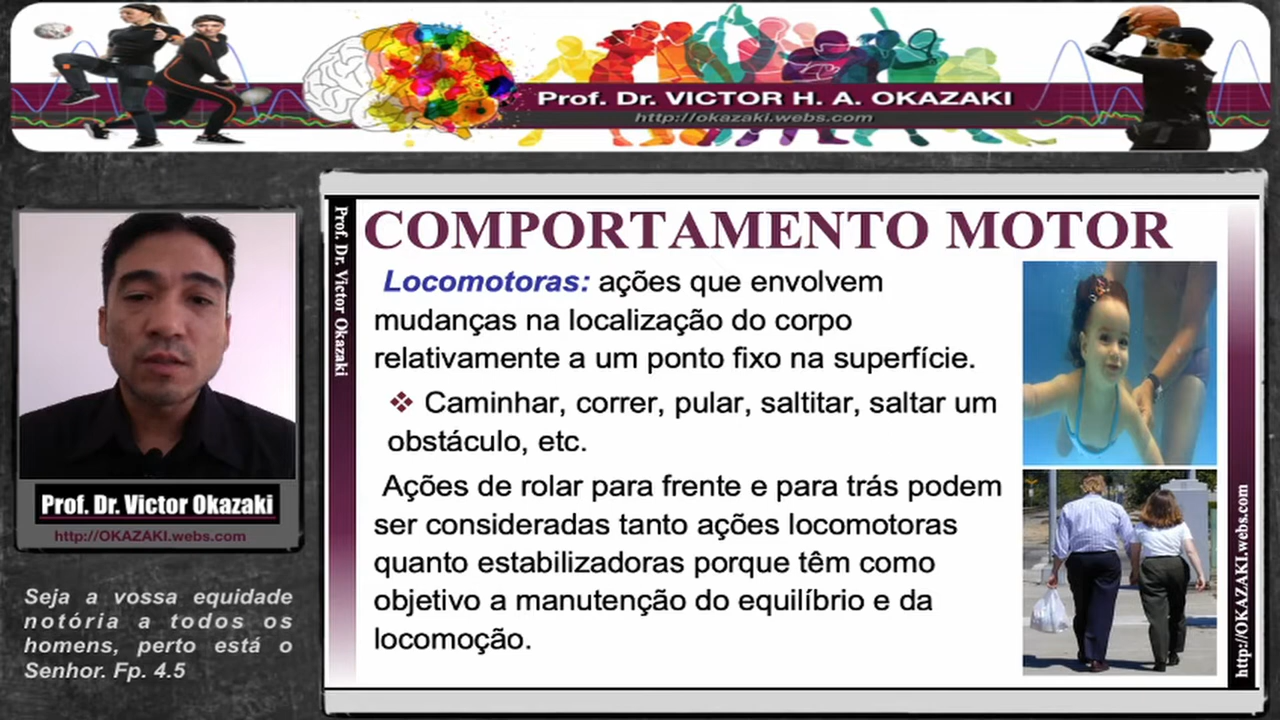 Prof. Dr. VICTOR H. A. OKAZAKI
http://okazaki.webs.com
Prof. Dr. Victor Okazaki
http://OKAZAKI.webs.com
Seja a vossa equidade
notória a todos os
homens, perto está o
Senhor. Fp. 4.5
Prof. Dr. Victor Okazaki
COMPORTAMENTO MOTOR
Locomotoras: ações que envolvem
mudanças na localização do corpo
relativamente a um ponto fixo na superfície.
❖ Caminhar, correr, pular, saltitar, saltar um
obstáculo, etc.
Ações de rolar para frente e para trás podem
ser consideradas tanto ações locomotoras
quanto estabilizadoras porque têm como
objetivo a manutenção do equilíbrio e da
locomoção.
http://OKAZAKI.webs.com